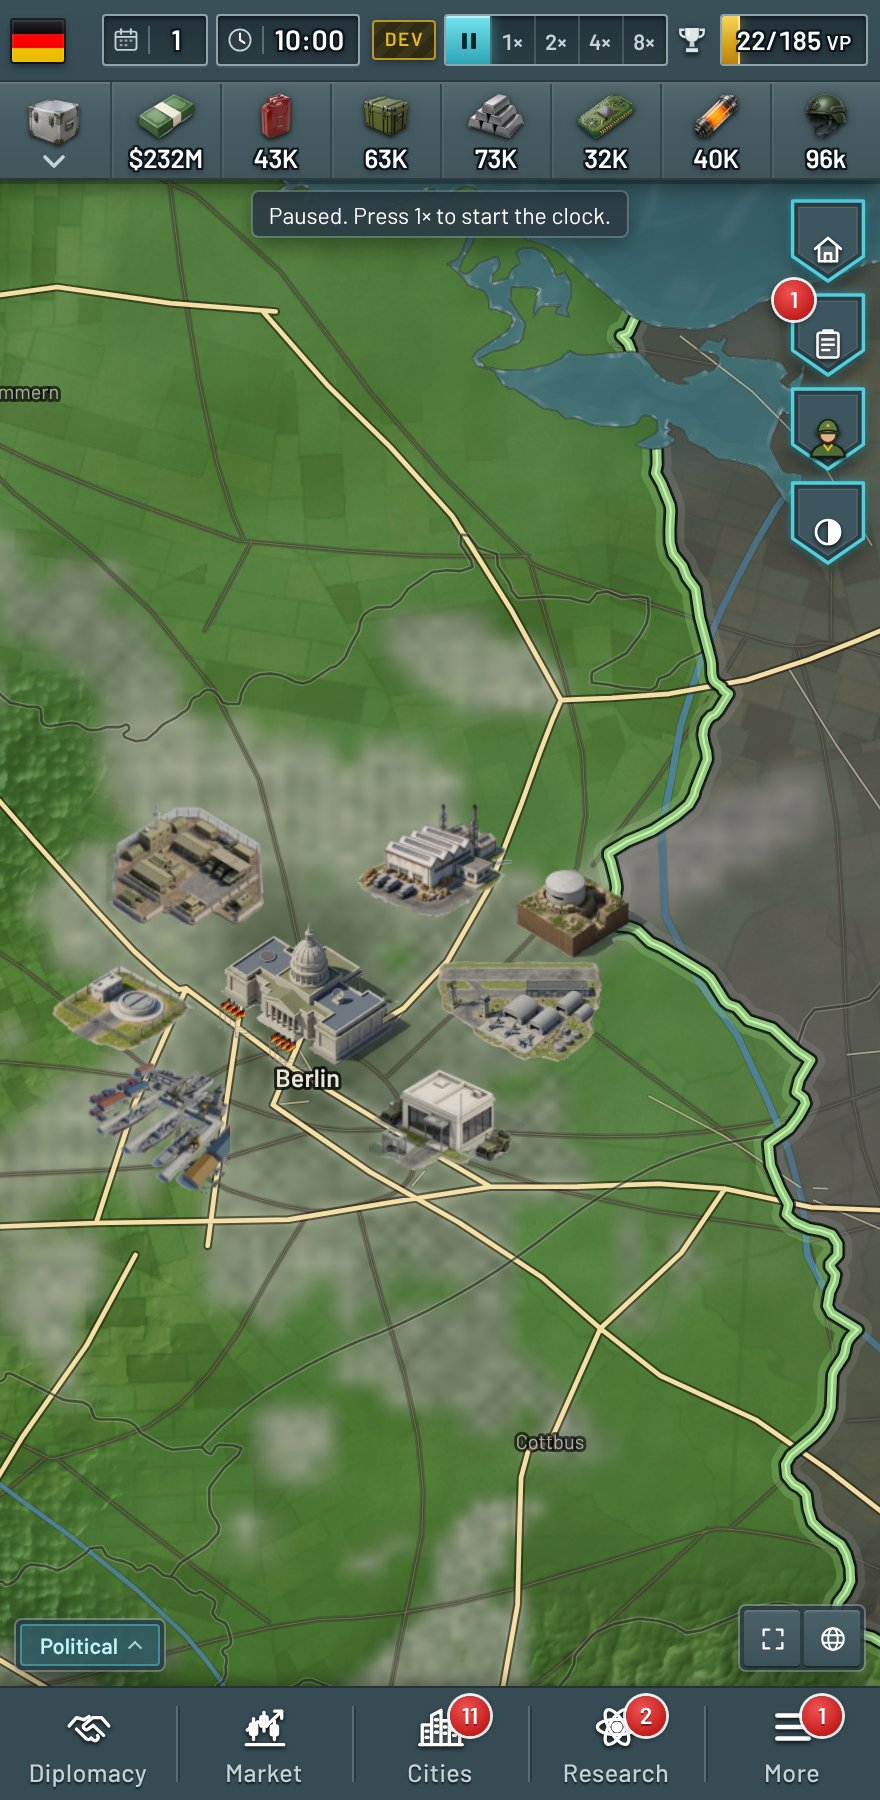 1
10:00
DEV
1×
2×
4×
8×
22/185 VP
$232M
43K
63K
73K
32K
40K
96k
Paused. Press 1× to start the clock.
1
mmern
Berlin
Cottbus
Political
11
2
1
Diplomacy
Market
Cities
Research
More